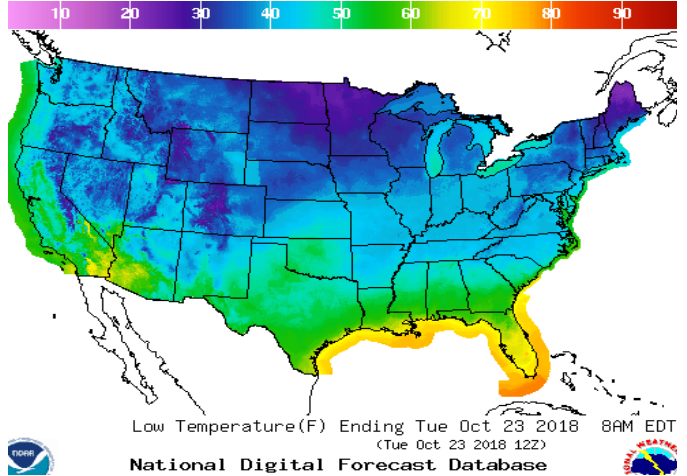 10 20 30 40 50 60 70 80 90
Low Temperature(F) Ending Tue Oct 23 2018 8AM EDT
(Tue Oct 23 2018 12Z)
National Digital Forecast Database
noaa